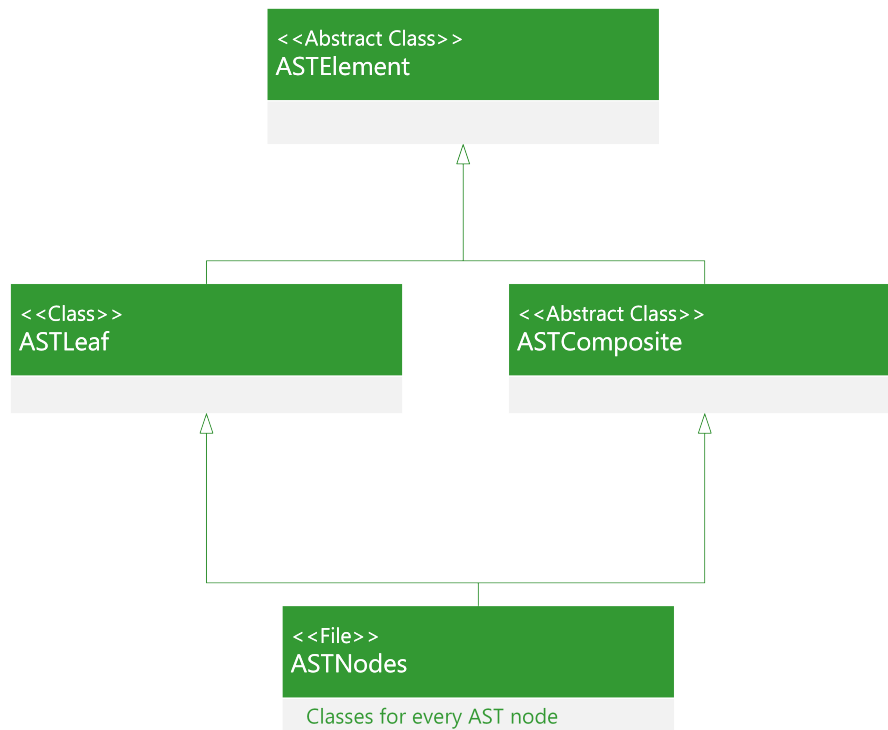 <<Abstract Class>>
ASTElement
<<Class>>
ASTLeaf
<<Abstract Class>>
ASTComposite
<<File>>
ASTNodes
Classes for every AST node